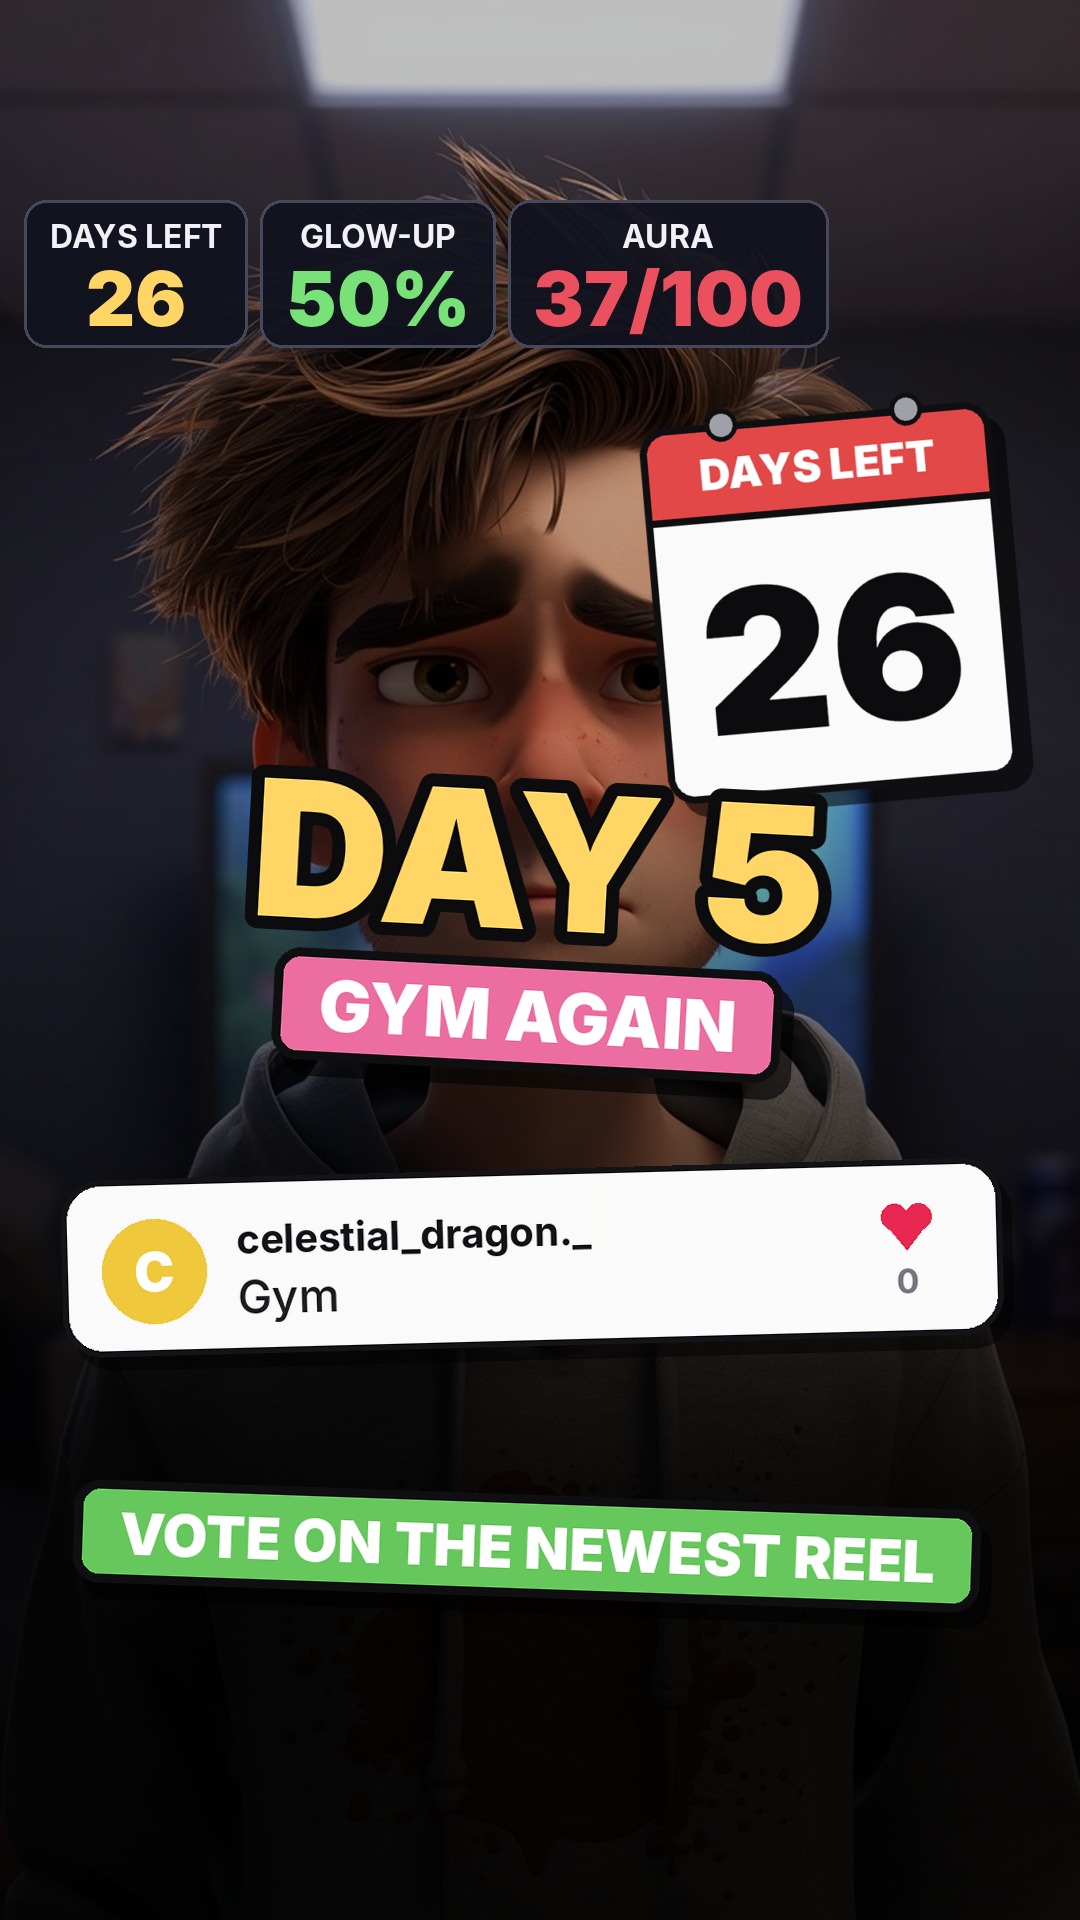 DAYS LEFT
26
GLOW-UP
50%
AURA
37/100
DAYS LEFT
26
DAY 5
GYM AGAIN
C
celestial_dragon._
Gym
0
VOTE ON THE NEWEST REEL